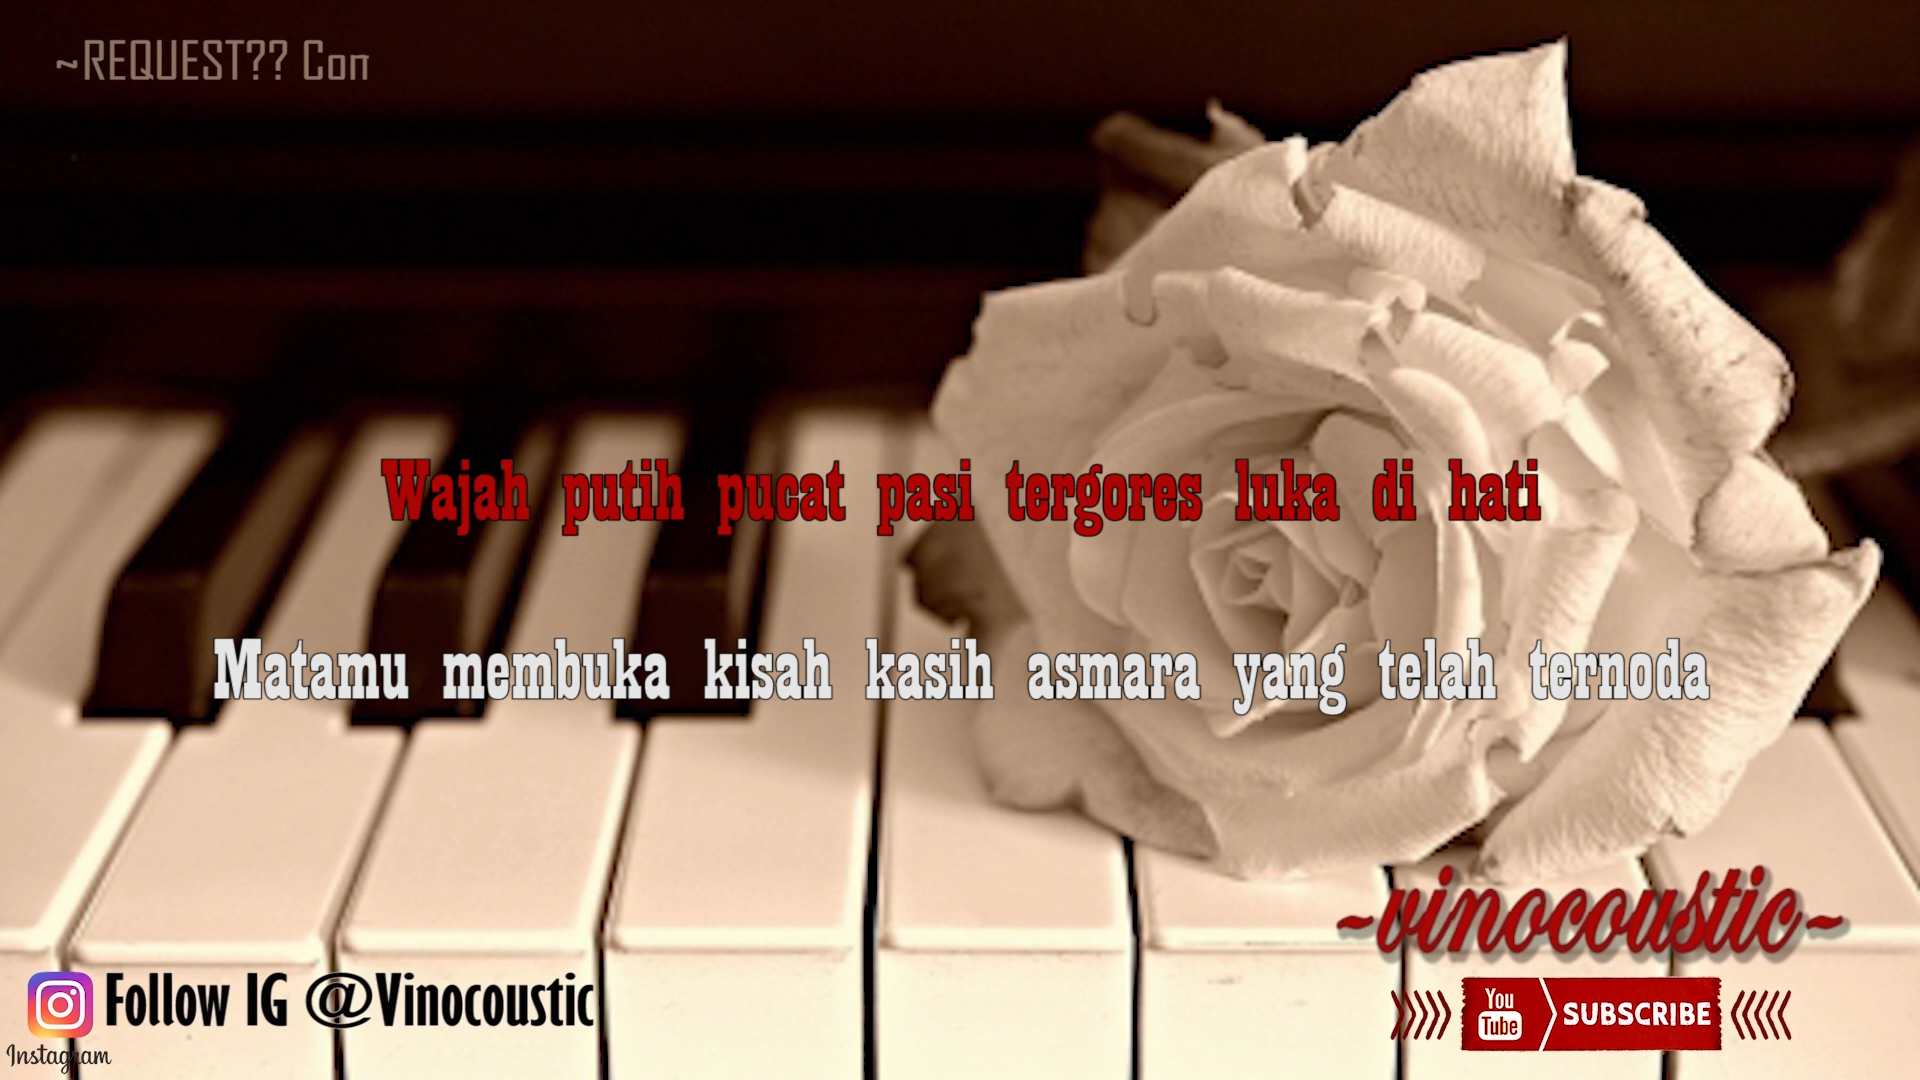 ~REQUEST?? Con
Wajah putih pucat pasi tergores luka di hati
Matamu membuka kisah kasih asmara yang telah ternoda
~vinocoustic~
Follow IG @Vinocoustic
You Tube SUBSCRIBE
Instagram